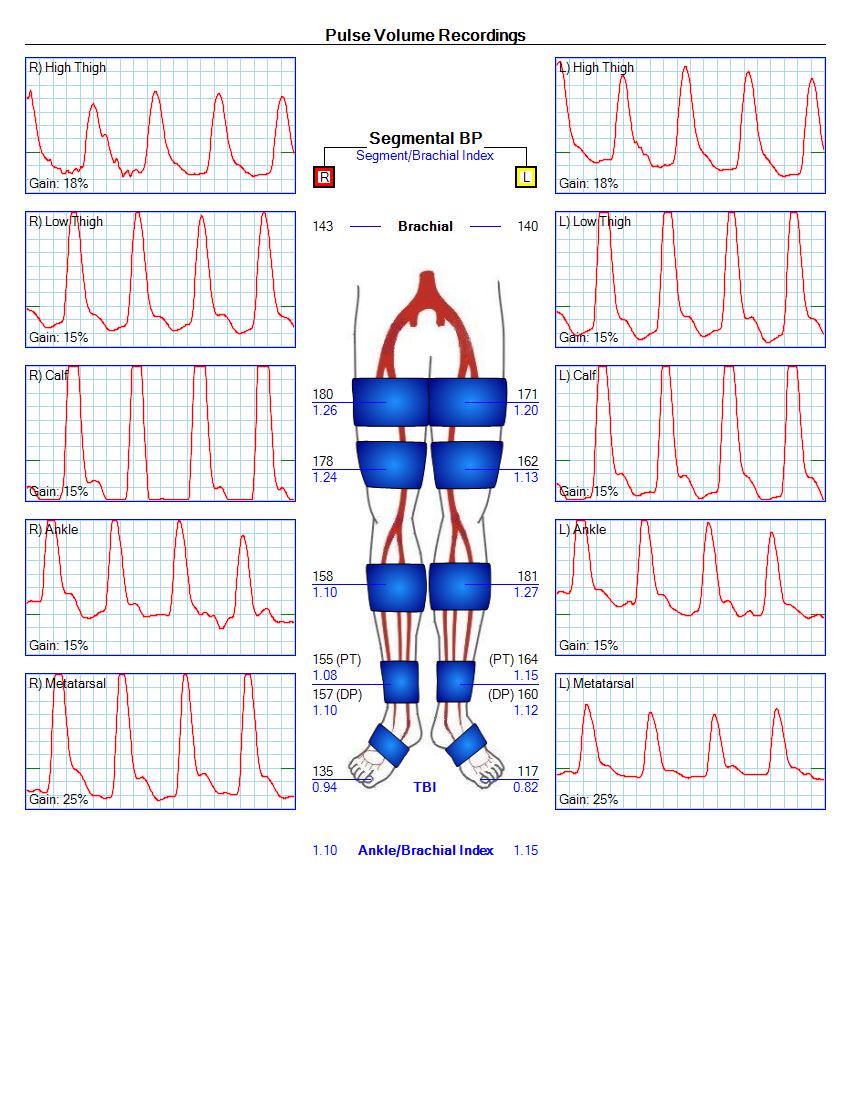 Pulse Volume Recordings
R) High Thigh
Gain: 18%
L) High Thigh
Gain: 18%
Segmental BP
Segment/Brachial Index
R
L
143 Brachial 140
R) Low Thigh
Gain: 15%
L) Low Thigh
Gain: 15%
R) Calf
Gain: 15%
L) Calf
Gain: 15%
180 171
1.26 1.20
178 162
1.24 1.13
R) Ankle
Gain: 15%
L) Ankle
Gain: 15%
158 181
1.10 1.27
155 (PT) (PT) 164
1.08 1.15
157 (DP) (DP) 160
1.10 1.12
R) Metatarsal
Gain: 25%
L) Metatarsal
Gain: 25%
135 117
0.94 TBI 0.82
1.10 Ankle/Brachial Index 1.15